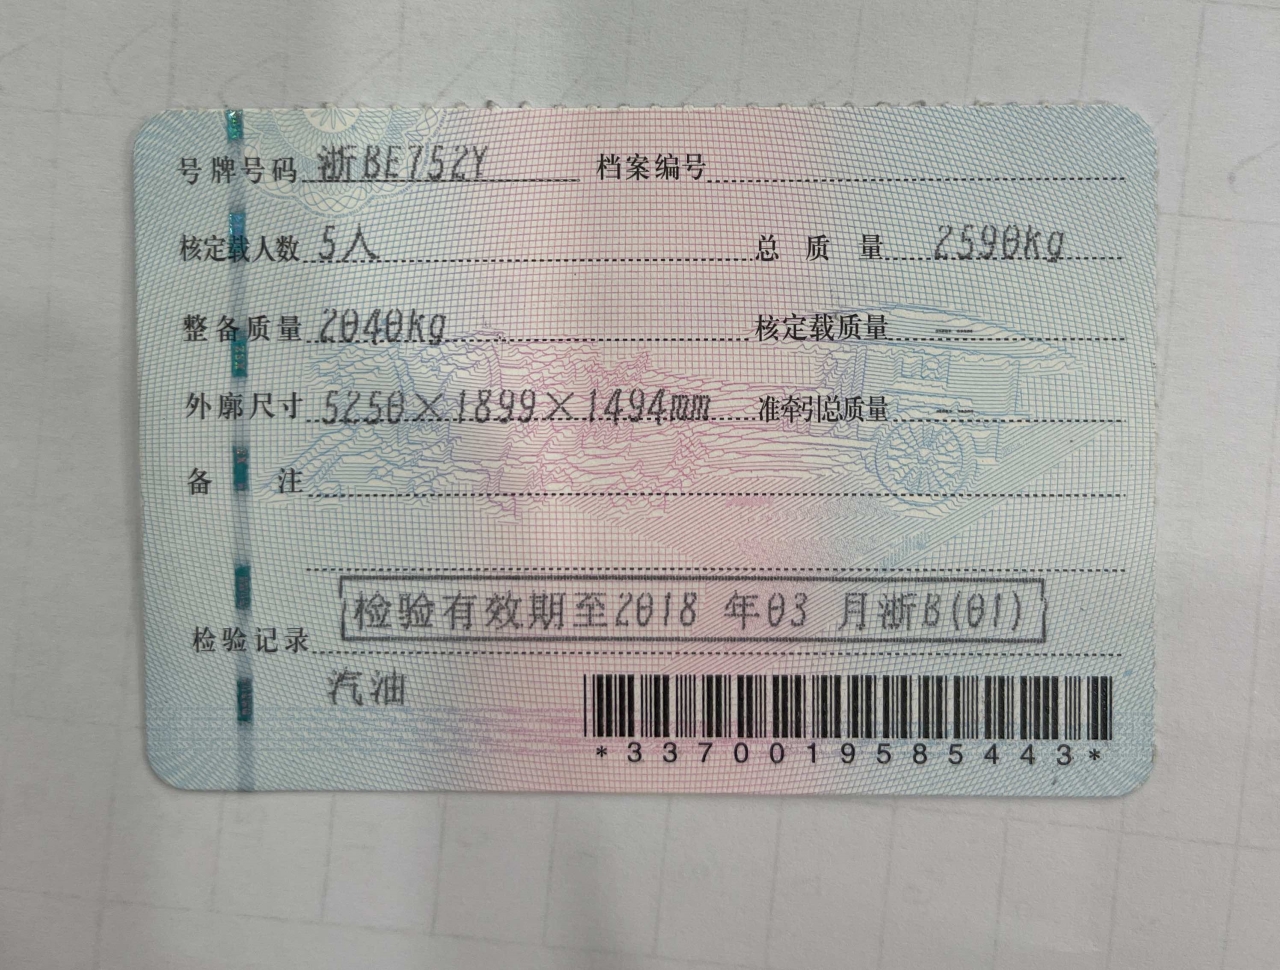 号牌号码 浙BE752Y 档案编号
核定载人数 5人 总质量 2590kg
整备质量 2040kg 核定载质量 --
外廓尺寸 5250×1899×1494mm 准牵引总质量 --
备注
检验记录 检验有效期至2018 年03 月浙B(01)
汽油
*3370019585443*